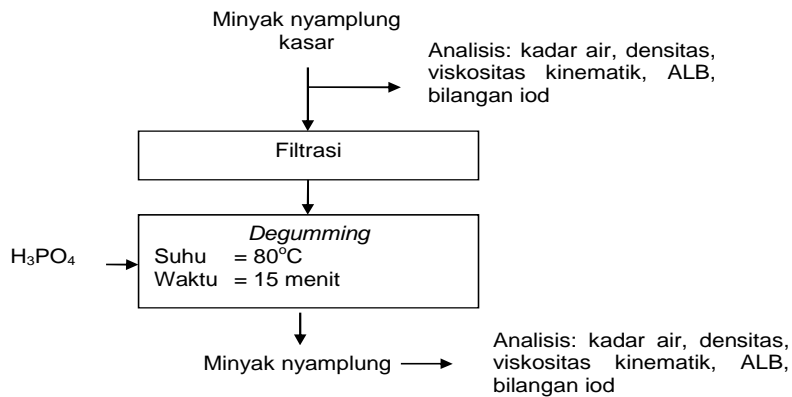 Minyak nyamplung
kasar
Analisis: kadar air, densitas,
viskositas kinematik, ALB,
bilangan iod
Filtrasi
Degumming
Suhu = 80°C
Waktu = 15 menit
H₃PO₄
Minyak nyamplung
Analisis: kadar air, densitas,
viskositas kinematik, ALB,
bilangan iod